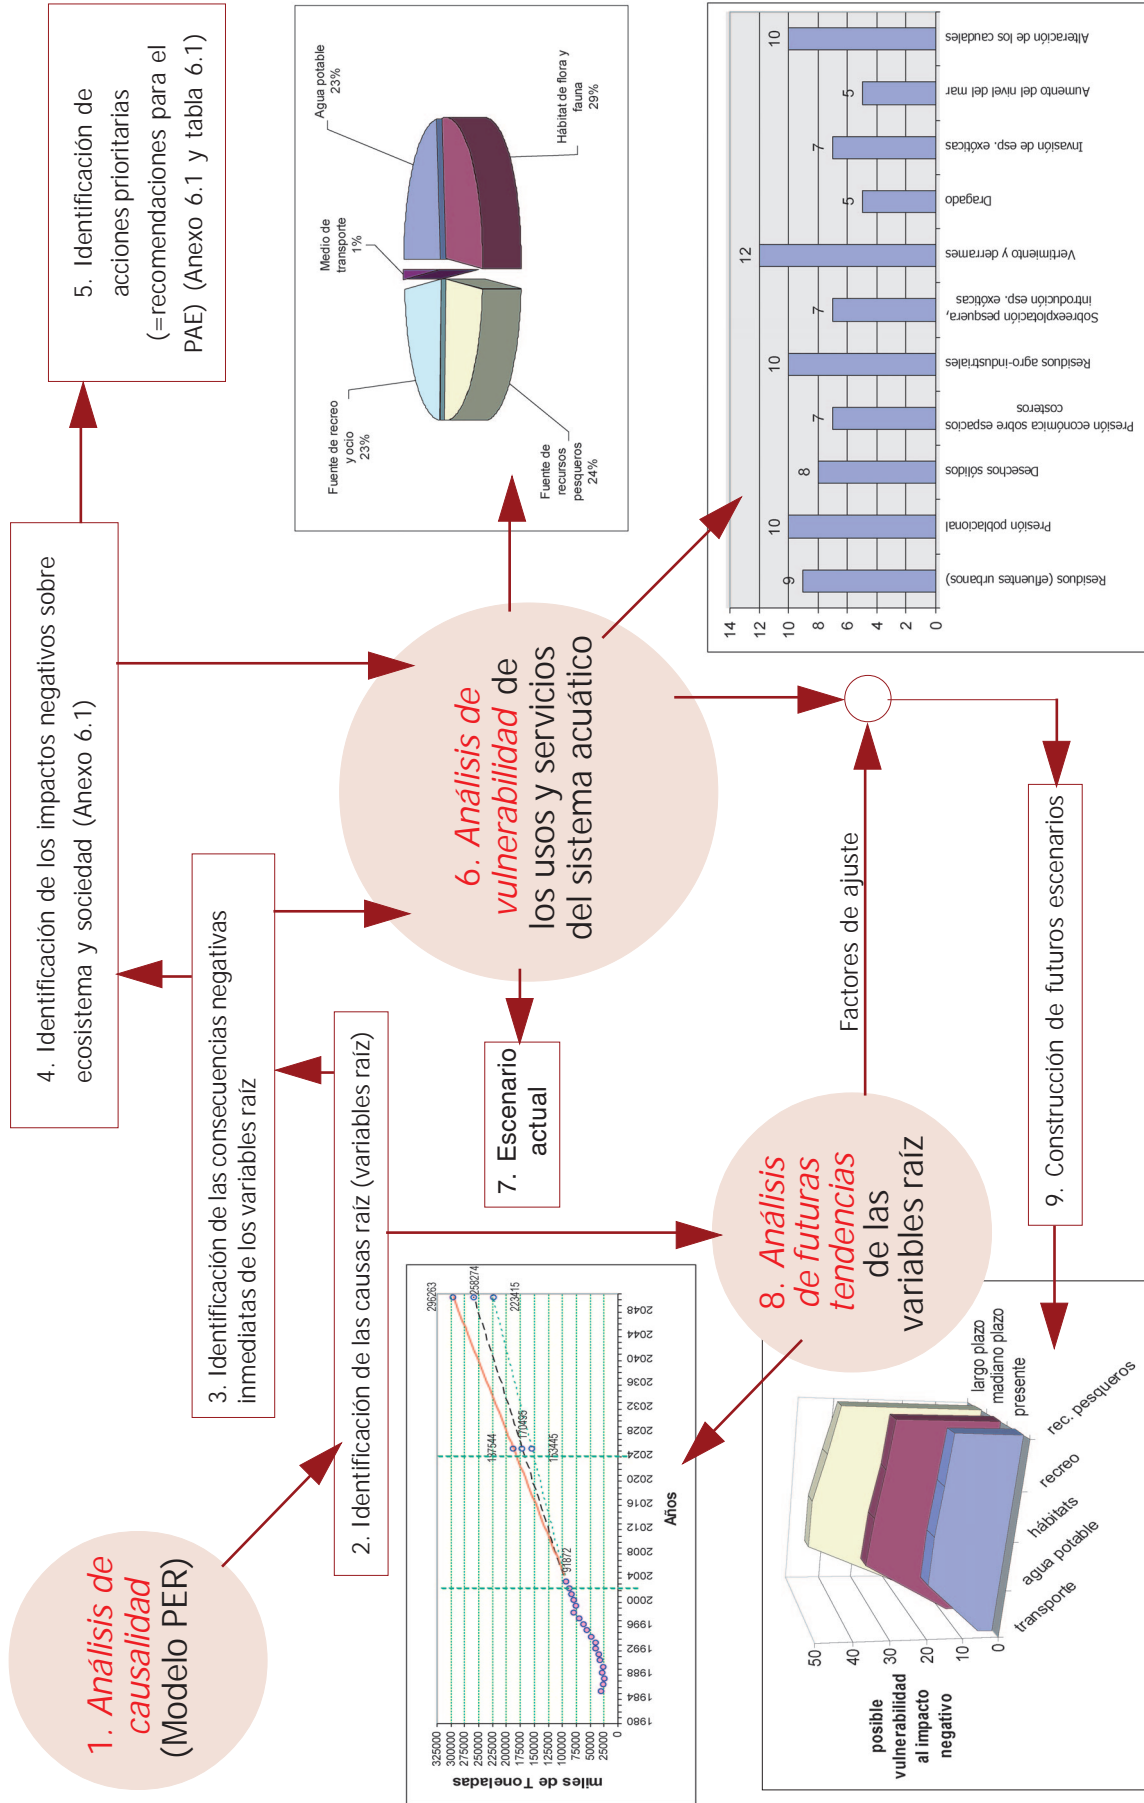 1. Análisis de
causalidad
(Modelo PER)
2. Identificación de las causas raíz (variables raíz)
3. Identificación de las consecuencias negativas
inmediatas de los variables raíz
4. Identificación de los impactos negativos sobre
ecosistema y sociedad (Anexo 6.1)
5. Identificación de
acciones prioritarias
(=recomendaciones para el
PAE) (Anexo 6.1 y tabla 6.1)
6. Análisis de
vulnerabilidad de
los usos y servicios
del sistema acuático
7. Escenario
actual
8. Análisis
de futuras
tendencias
de las
variables raíz
Factores de ajuste
9. Construcción de futuros escenarios
Agua potable
23%
Hábitat de flora y
fauna
29%
Fuente de
recursos
pesqueros
24%
Fuente de recreo
y ocio
23%
Medio de
transporte
1%
14
12
10
8
6
4
2
0
9
10
8
7
10
7
12
5
7
5
10
Residuos (efluentes urbanos)
Presión poblacional
Desechos sólidos
Presión económica sobre espacios
costeros
Residuos agro-industriales
Sobreexplotación pesquera,
introdución esp. exóticas
Vertimiento y derrames
Dragado
Invasión de esp. exóticas
Aumento del nivel del mar
Alteración de los caudales
miles de Toneladas
325000
300000
275000
250000
225000
200000
175000
150000
125000
100000
75000
50000
25000
0
1980
1984
1988
1992
1996
2000
2004
2008
2012
2016
2020
2024
2028
2032
2036
2040
2044
2048
Años
91872
187544
170495
153445
296263
258274
223415
posible
vulnerabilidad
al impacto
negativo
50
40
30
20
10
0
transporte
agua potable
hábitats
recreo
rec. pesqueros
largo plazo
madiano plazo
presente